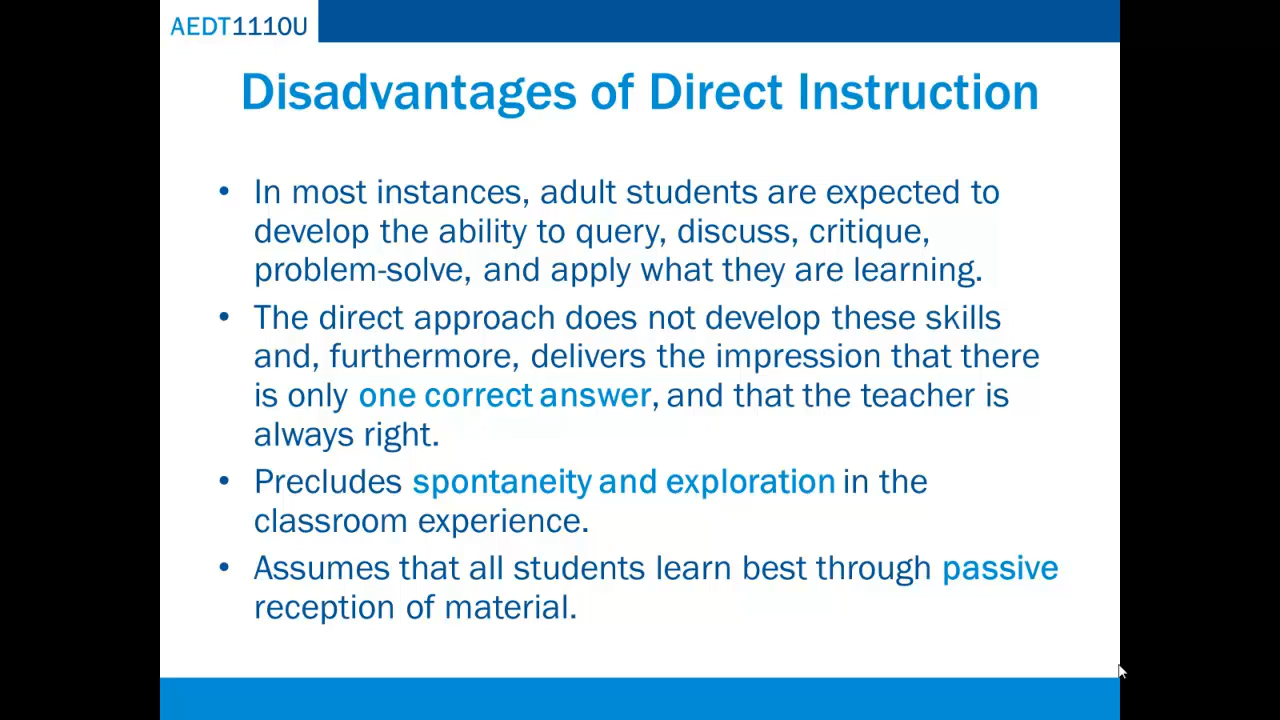 AEDT1110U
Disadvantages of Direct Instruction
• In most instances, adult students are expected to
develop the ability to query, discuss, critique,
problem-solve, and apply what they are learning.
• The direct approach does not develop these skills
and, furthermore, delivers the impression that there
is only one correct answer, and that the teacher is
always right.
• Precludes spontaneity and exploration in the
classroom experience.
• Assumes that all students learn best through passive
reception of material.